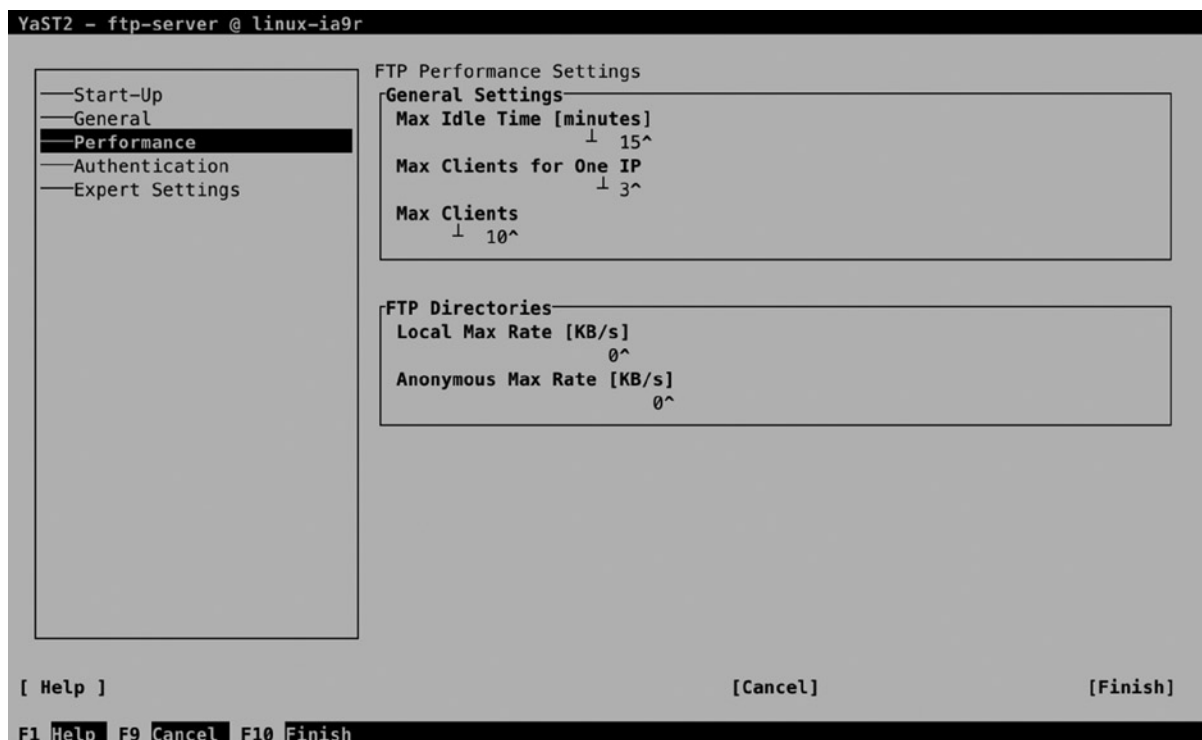 YaST2 - ftp-server @ linux-ia9r
Start-Up
General
Performance
Authentication
Expert Settings
FTP Performance Settings
General Settings
Max Idle Time [minutes]
15^
Max Clients for One IP
3^
Max Clients
10^
FTP Directories
Local Max Rate [KB/s]
0^
Anonymous Max Rate [KB/s]
0^
[ Help ] [Cancel] [Finish]
F1 Help F9 Cancel F10 Finish